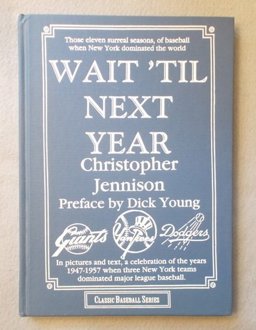 Those eleven surreal seasons, of baseball
when New York dominated the world
WAIT 'TIL
NEXT
YEAR
Christopher
Jennison
Preface by Dick Young
Giants Yankees Dodgers
In pictures and text, a celebration of the years
1947-1957 when three New York teams
dominated major league baseball.
CLASSIC BASEBALL SERIES